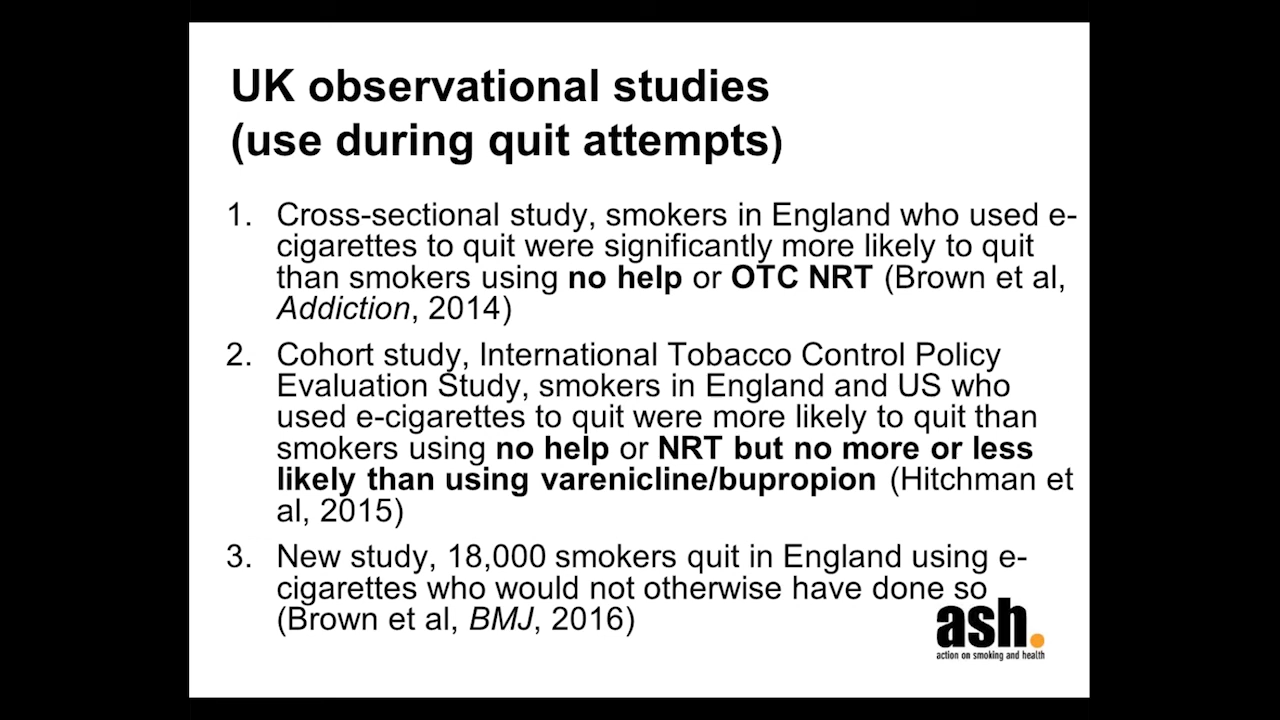 UK observational studies
(use during quit attempts)
1. Cross-sectional study, smokers in England who used e-
cigarettes to quit were significantly more likely to quit
than smokers using no help or OTC NRT (Brown et al,
Addiction, 2014)
2. Cohort study, International Tobacco Control Policy
Evaluation Study, smokers in England and US who
used e-cigarettes to quit were more likely to quit than
smokers using no help or NRT but no more or less
likely than using varenicline/bupropion (Hitchman et
al, 2015)
3. New study, 18,000 smokers quit in England using e-
cigarettes who would not otherwise have done so
(Brown et al, BMJ, 2016)
ash.
action on smoking and health